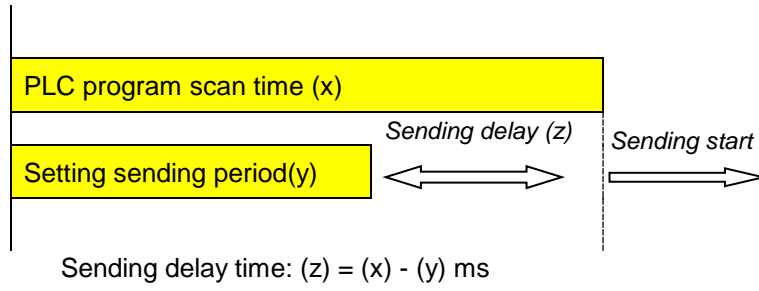 PLC program scan time (x)
Sending delay (z)
Sending start
Setting sending period(y)
Sending delay time: (z) = (x) - (y) ms